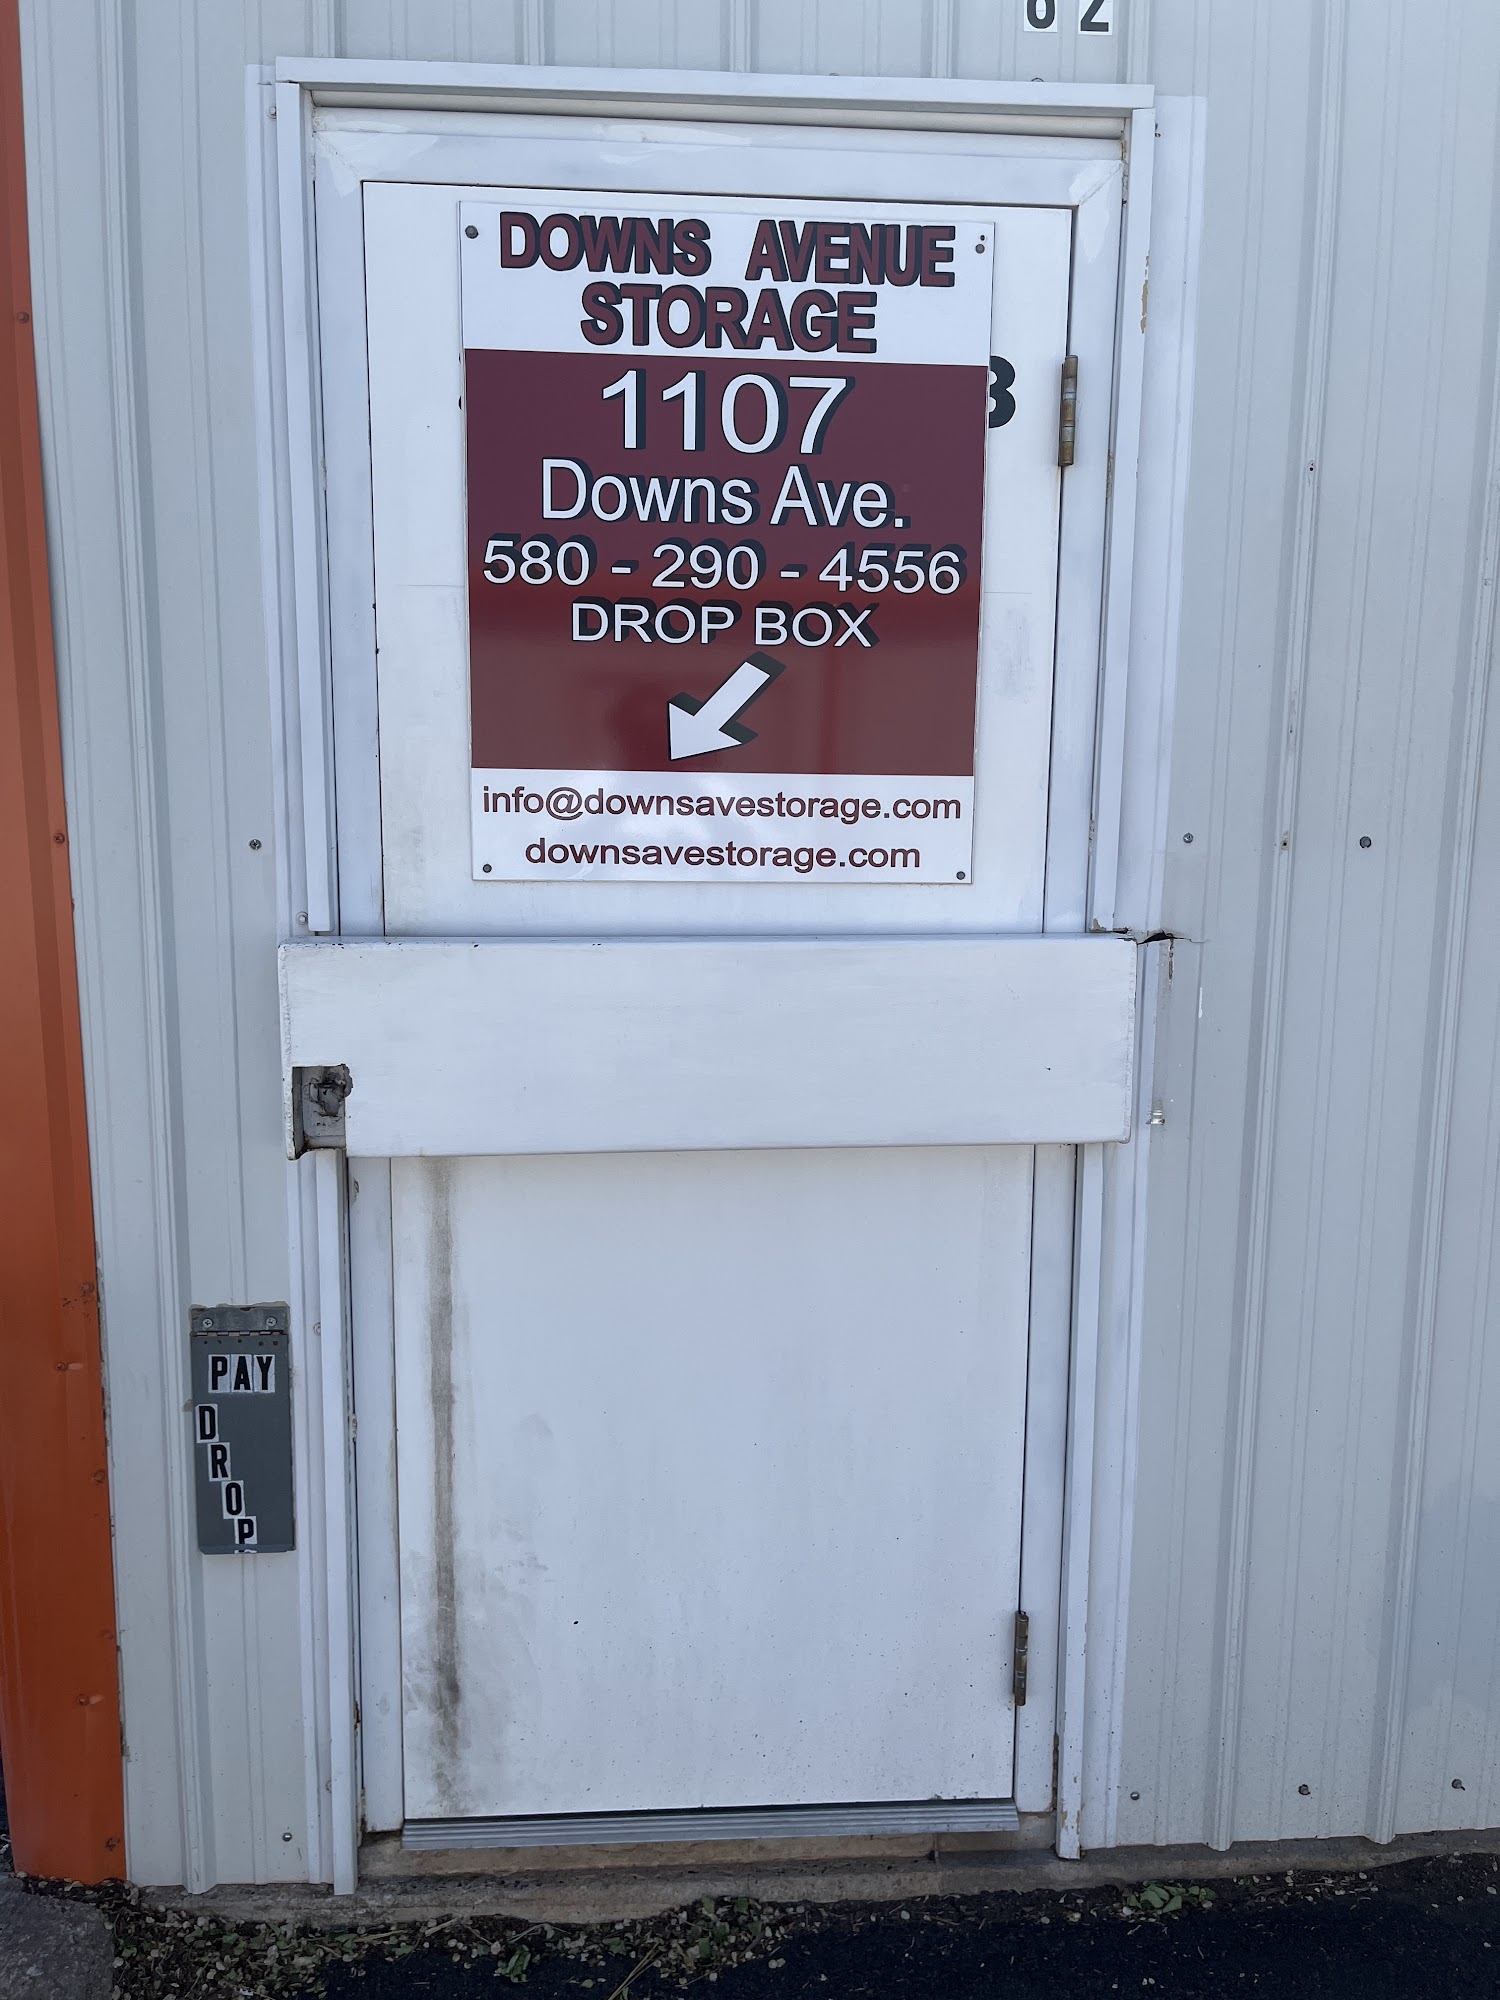 DOWNS AVENUE
STORAGE
1107
Downs Ave.
580 - 290 - 4556
DROP BOX
info@downsavestorage.com
downsavestorage.com
PAY
DROP